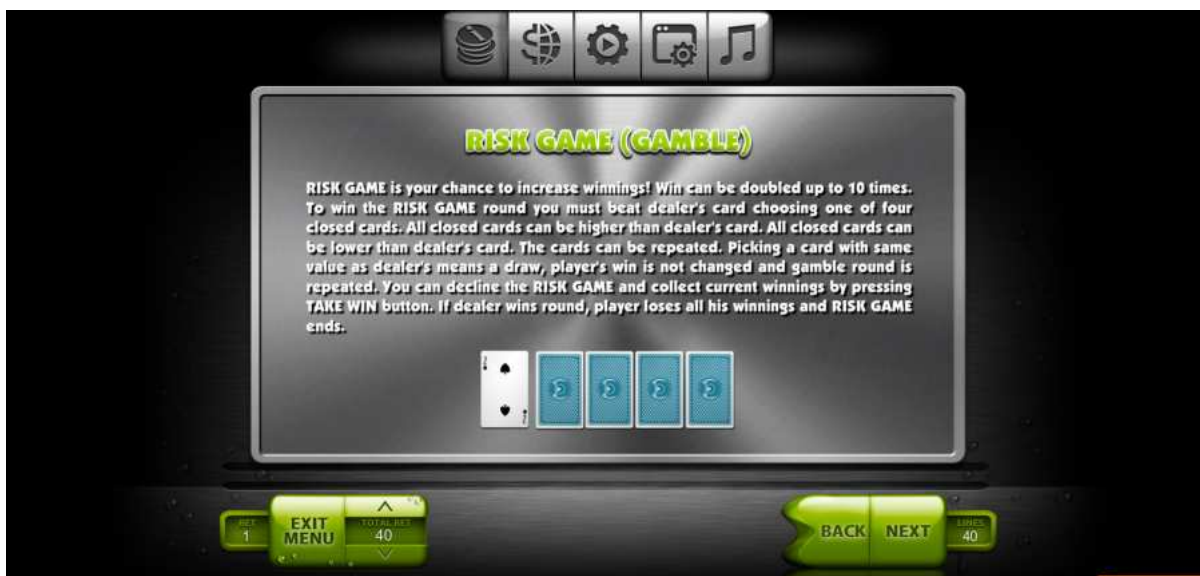 RISK GAME (GAMBLE)
RISK GAME is your chance to increase winnings! Win can be doubled up to 10 times.
To win the RISK GAME round you must beat dealer's card choosing one of four
closed cards. All closed cards can be higher than dealer's card. All closed cards can
be lower than dealer's card. The cards can be repeated. Picking a card with same
value as dealer's means a draw, player's win is not changed and gamble round is
repeated. You can decline the RISK GAME and collect current winnings by pressing
TAKE WIN button. If dealer wins round, player loses all his winnings and RISK GAME
ends.
BET
1
EXIT
MENU
TOTAL BET
40
BACK
NEXT
LINES
40